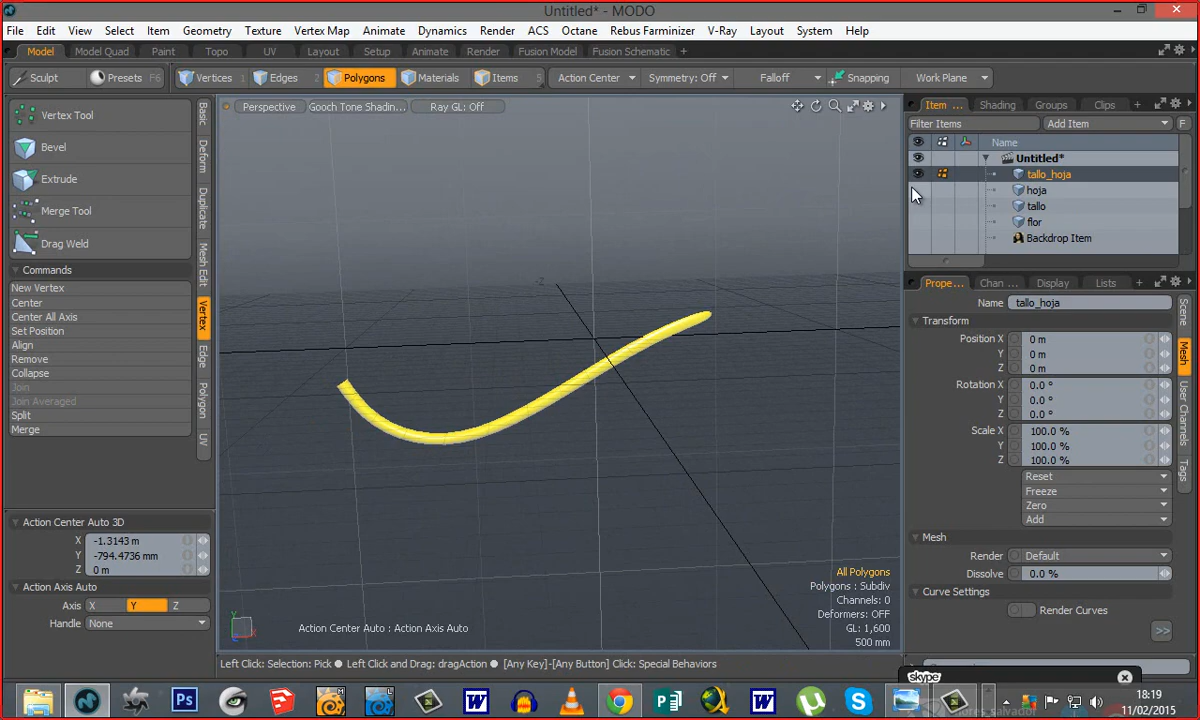 Untitled* - MODO
File Edit View Select Item Geometry Texture Vertex Map Animate Dynamics Render ACS Octane Rebus Farminizer V-Ray Layout System Help
Model Model Quad Paint Topo UV Layout Setup Animate Render Fusion Model Fusion Schematic +
Sculpt Presets F6 Vertices 1 Edges 2 Polygons Materials Items 5 Action Center Symmetry: Off Falloff Snapping Work Plane
Vertex Tool
Bevel
Extrude
Merge Tool
Drag Weld
Commands
New Vertex
Center
Center All Axis
Set Position
Align
Remove
Collapse
Join
Join Averaged
Split
Merge
Basic
Deform
Duplicate
Mesh Edit
Vertex
Edge
Polygon
UV
Action Center Auto 3D
X -1.3143 m
Y -794.4736 mm
Z 0 m
Action Axis Auto
Axis X Y Z
Handle None
Perspective Gooch Tone Shadin... Ray GL: Off
Z
All Polygons
Polygons : Subdiv
Channels: 0
Deformers: OFF
GL: 1,600
500 mm
Action Center Auto : Action Axis Auto
Y
X
Left Click: Selection: Pick ● Left Click and Drag: dragAction ● [Any Key]-[Any Button] Click: Special Behaviors
Item ... Shading Groups Clips +
Filter Items Add Item F
Name
Untitled*
tallo_hoja
hoja
tallo
flor
Backdrop Item
Prope... Chan ... Display Lists +
Name tallo_hoja
Transform
Position X 0 m
Y 0 m
Z 0 m
Rotation X 0.0 °
Y 0.0 °
Z 0.0 °
Scale X 100.0 %
Y 100.0 %
Z 100.0 %
Reset
Freeze
Zero
Add
Mesh
Render Default
Dissolve 0.0 %
Curve Settings
Render Curves
>>
Scene
Mesh
User Channels
Tags
skype
Ps
W
W
S
18:19
11/02/2015